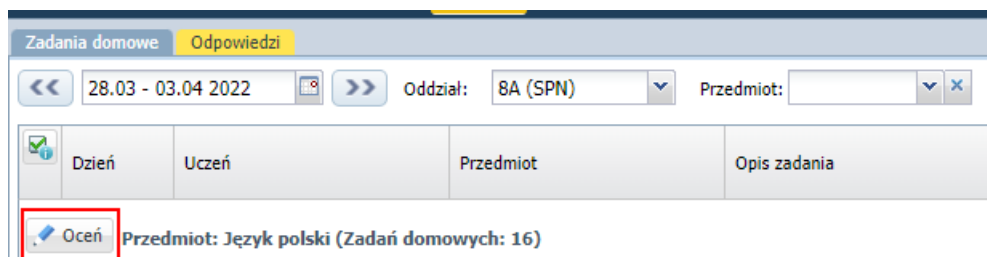 Zadania domowe Odpowiedzi
<< 28.03 - 03.04 2022 >> Oddział: 8A (SPN) Przedmiot:
Dzień Uczeń Przedmiot Opis zadania
Oceń Przedmiot: Język polski (Zadań domowych: 16)